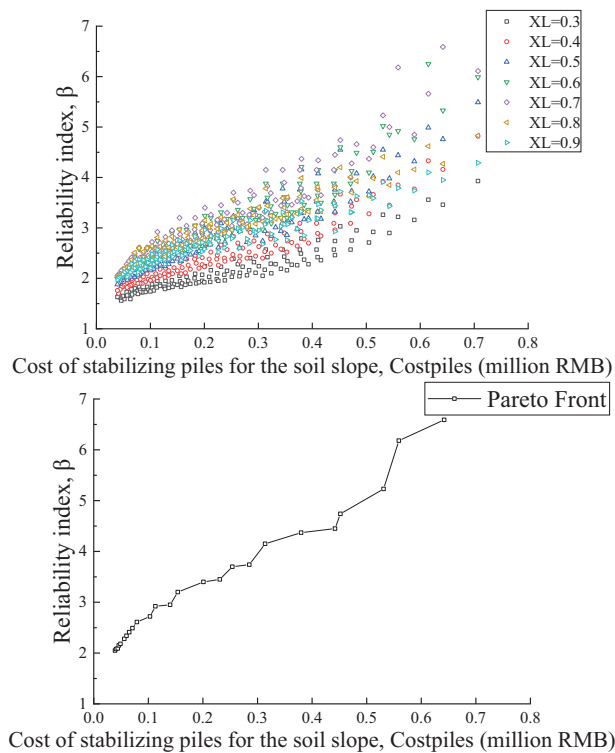 7
6
5
4
3
2
1
Reliability index, β
XL=0.3
XL=0.4
XL=0.5
XL=0.6
XL=0.7
XL=0.8
XL=0.9
0.0 0.1 0.2 0.3 0.4 0.5 0.6 0.7 0.8
Cost of stabilizing piles for the soil slope, Costpiles (million RMB)
Pareto Front
7
6
5
4
3
2
1
Reliability index, β
0.0 0.1 0.2 0.3 0.4 0.5 0.6 0.7 0.8
Cost of stabilizing piles for the soil slope, Costpiles (million RMB)